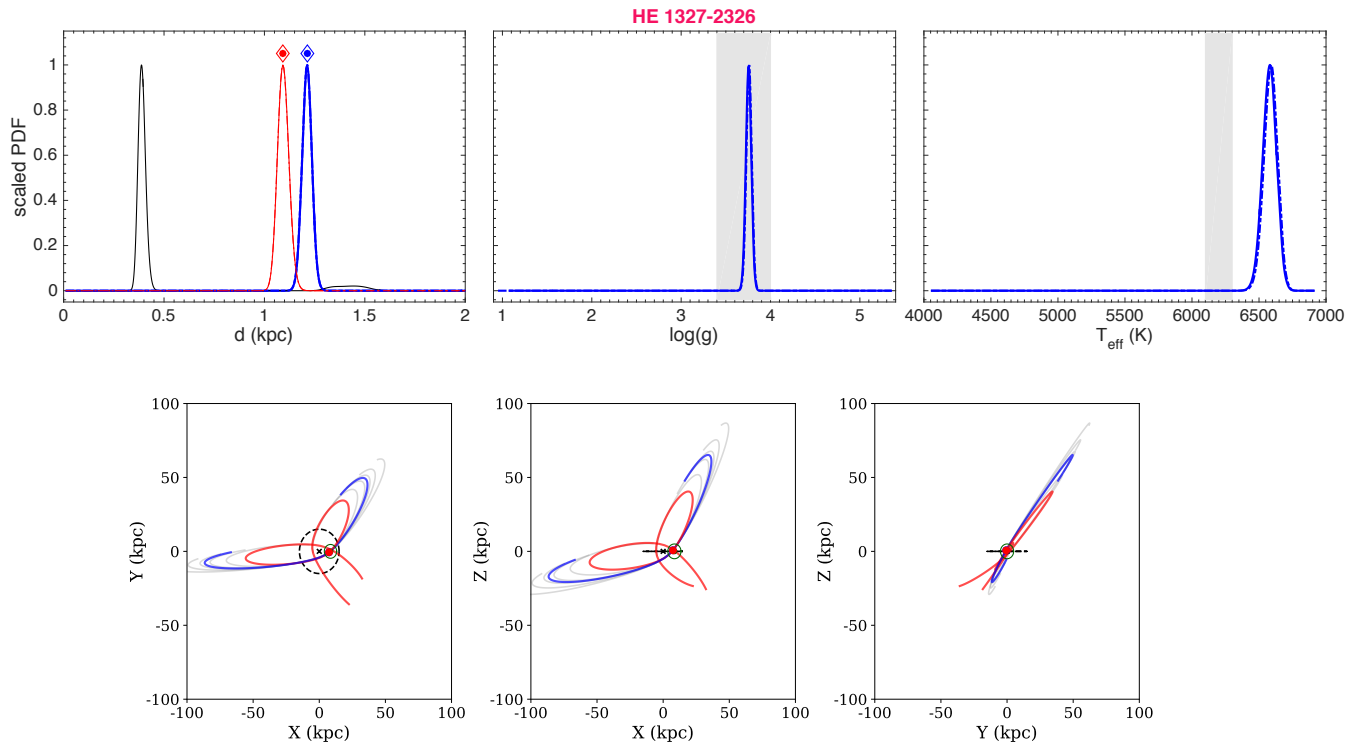 HE 1327-2326
scaled PDF
1
0.8
0.6
0.4
0.2
0
0 0.5 1 1.5 2
d (kpc)
1 2 3 4 5
log(g)
4000 4500 5000 5500 6000 6500 7000
T_eff (K)
Y (kpc)
100
50
0
-50
-100
-100 -50 0 50 100
X (kpc)
Z (kpc)
100
50
0
-50
-100
-100 -50 0 50 100
X (kpc)
Z (kpc)
100
50
0
-50
-100
-100 -50 0 50 100
Y (kpc)